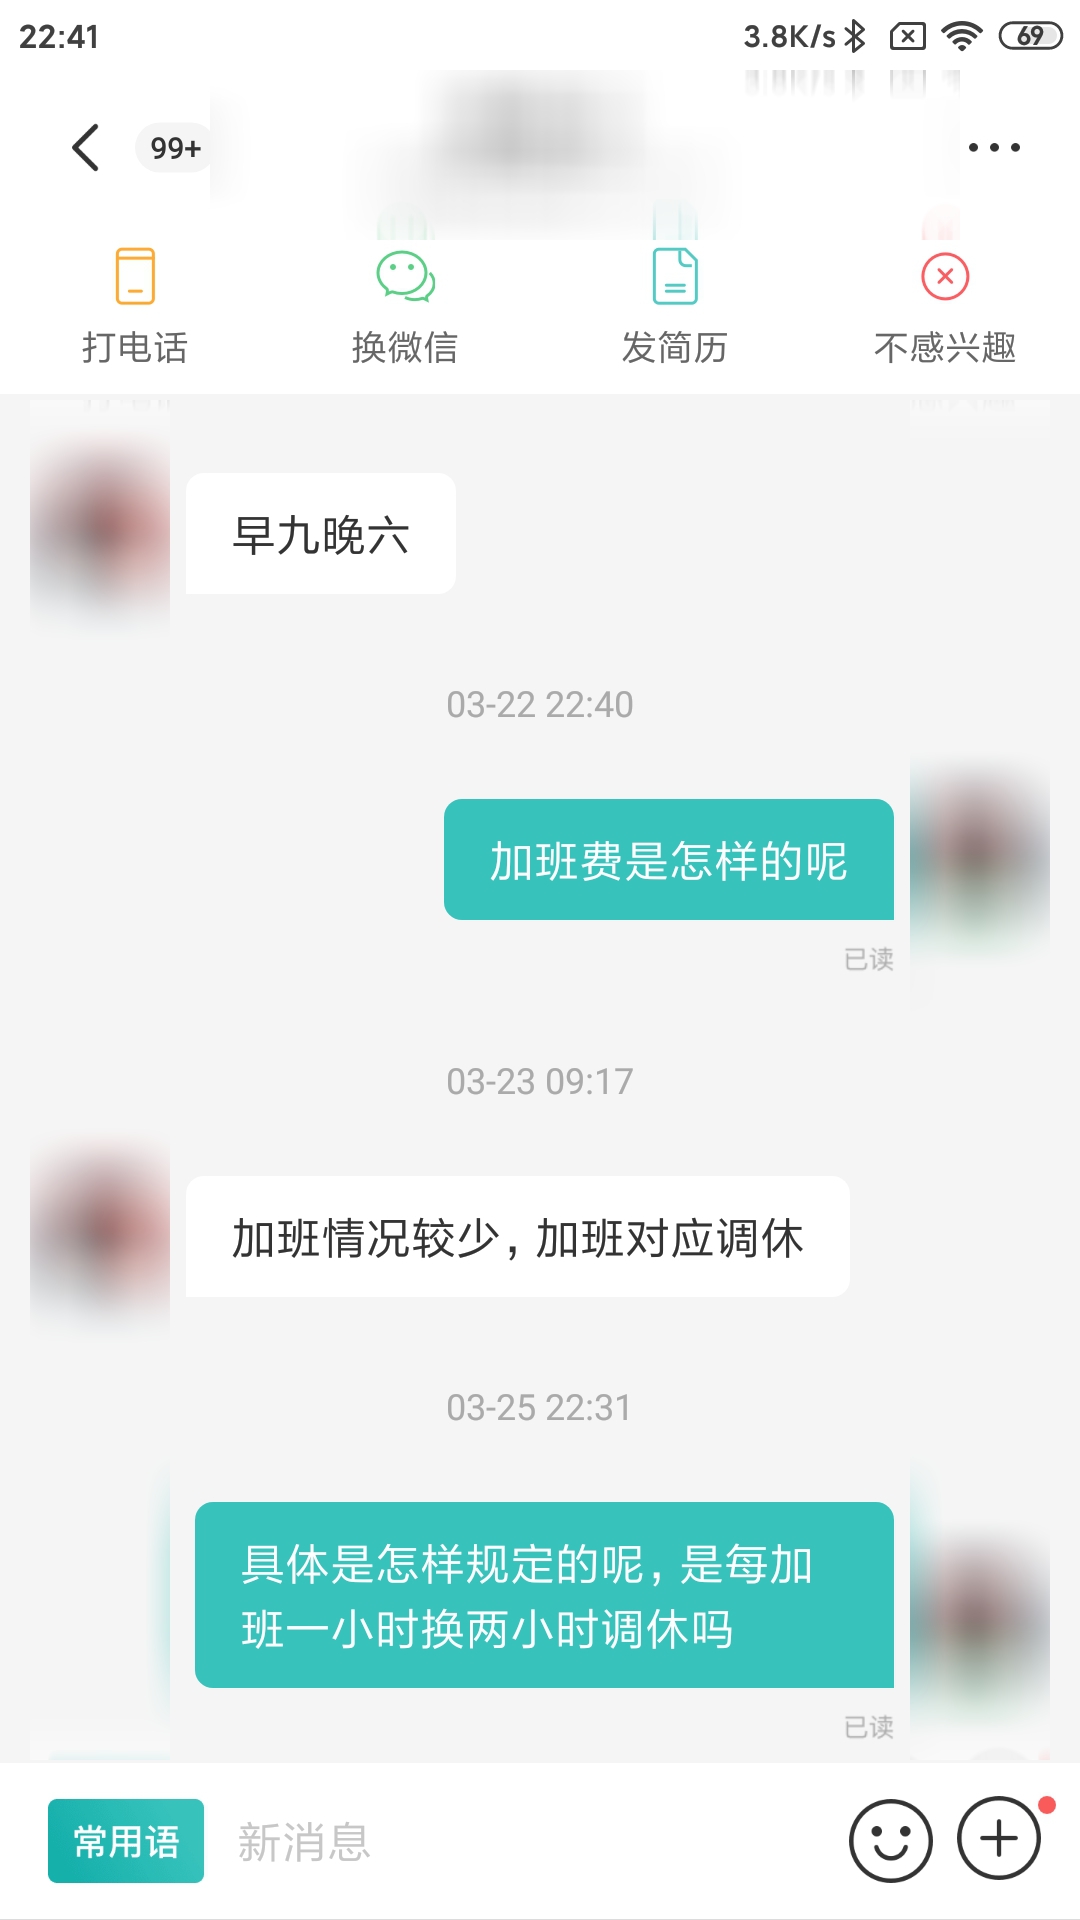 22:41
3.8K/s
69
99+
打电话
换微信
发简历
不感兴趣
早九晚六
03-22 22:40
加班费是怎样的呢
已读
03-23 09:17
加班情况较少，加班对应调休
03-25 22:31
具体是怎样规定的呢，是每加
班一小时换两小时调休吗
已读
常用语
新消息